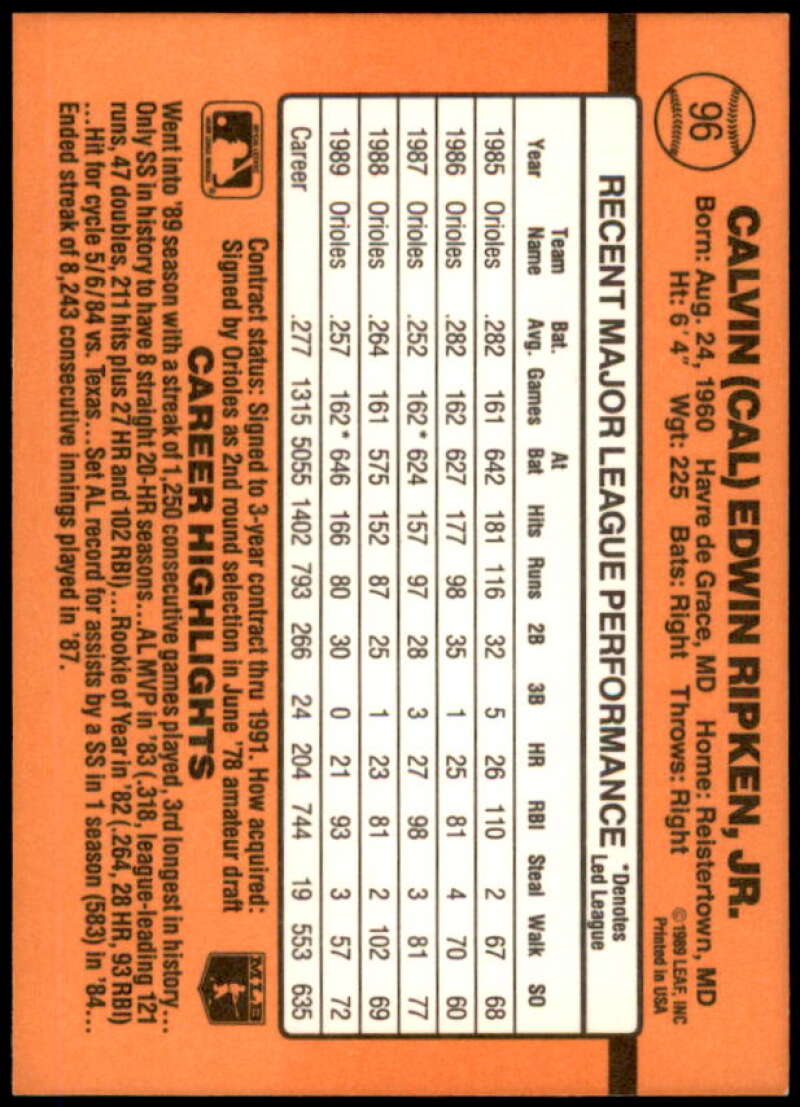 96
CALVIN (CAL) EDWIN RIPKEN, JR.
Born: Aug. 24, 1960 Havre de Grace, MD Home: Reistertown, MD
Ht: 6' 4" Wgt: 225 Bats: Right Throws: Right
©1989 LEAF, INC
Printed in USA
RECENT MAJOR LEAGUE PERFORMANCE *Denotes Led League
Year Team Name Bat. Avg. Games At Bat Hits Runs 2B 3B HR RBI Steal Walk SO
1985 Orioles .282 161 642 181 116 32 5 26 110 2 67 68
1986 Orioles .282 162 627 177 98 35 1 25 81 4 70 60
1987 Orioles .252 162* 624 157 97 28 3 27 98 3 81 77
1988 Orioles .264 161 575 152 87 25 1 23 81 2 102 69
1989 Orioles .257 162* 646 166 80 30 0 21 93 3 57 72
Career .277 1315 5055 1402 793 266 24 204 744 19 553 635
Contract status: Signed to 3-year contract thru 1991. How acquired:
Signed by Orioles as 2nd round selection in June '78 amateur draft
CAREER HIGHLIGHTS
MLB
Went into '89 season with a streak of 1,250 consecutive games played, 3rd longest in history...
Only SS in history to have 8 straight 20-HR seasons...AL MVP in '83 (.318, league-leading 121
runs, 47 doubles, 211 hits plus 27 HR and 102 RBI)...Rookie of Year in '82 (.264, 28 HR, 93 RBI)
...Hit for cycle 5/6/84 vs. Texas...Set AL record for assists by a SS in 1 season (583) in '84...
Ended streak of 8,243 consecutive innings played in '87.